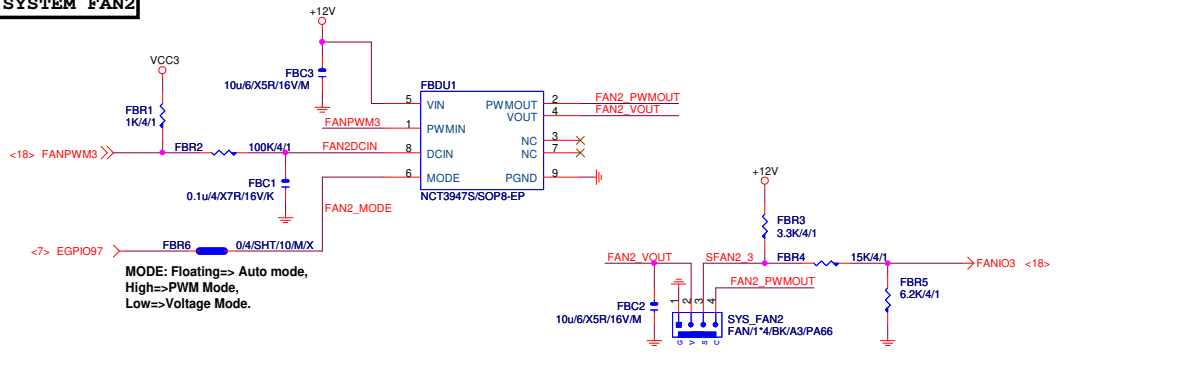 SYSTEM FAN2
+12V
VCC3
FBC3
10u/6/X5R/16V/M
FBDU1
FBR1
1K/4/1
5 VIN PWMOUT 2 FAN2_PWMOUT
VOUT 4 FAN2_VOUT
FANPWM3 1 PWMIN
NC 3
<18> FANPWM3 FBR2 100K/4/1 FAN2DCIN 8 DCIN NC 7
FBC1
0.1u/4/X7R/16V/K
6 MODE PGND 9
NCT3947S/SOP8-EP
FAN2_MODE
<7> EGPIO97 FBR6 0/4/SHT/10/M/X
MODE: Floating=> Auto mode,
High=>PWM Mode,
Low=>Voltage Mode.
+12V
FBR3
3.3K/4/1
FAN2_VOUT SFAN2_3 FBR4 15K/4/1 FANIO3 <18>
FAN2_PWMOUT
FBR5
6.2K/4/1
FBC2
10u/6/X5R/16V/M
1 2 3 4
SYS_FAN2
FAN/1*4/BK/A3/PA66
G V S C